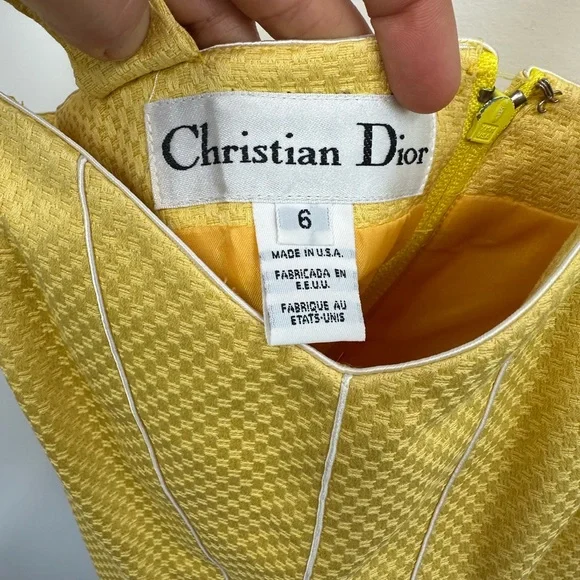 Christian Dior
6
MADE IN U.S.A.
FABRICADA EN
E.E.U.U.
FABRIQUE AU
ETATS-UNIS